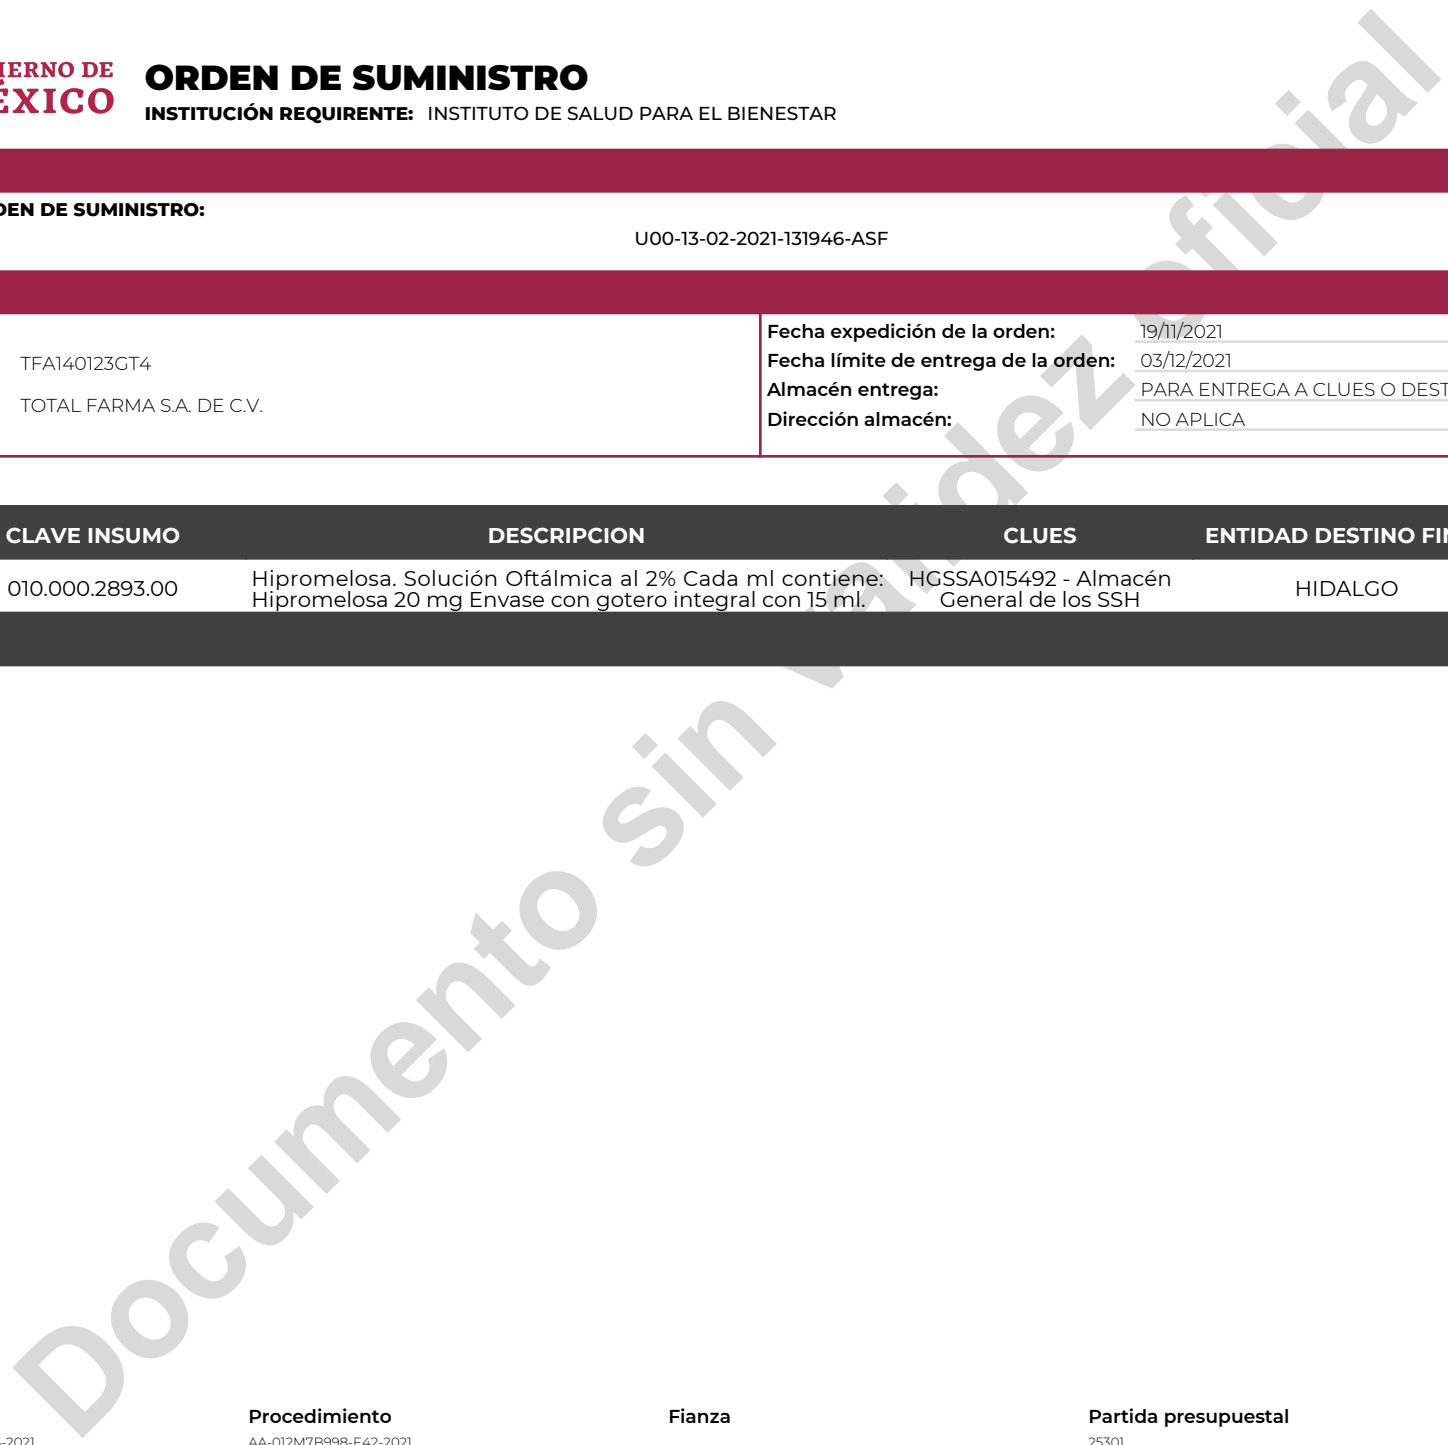 IERNO DE
ÉXICO
ORDEN DE SUMINISTRO
INSTITUCIÓN REQUIRENTE: INSTITUTO DE SALUD PARA EL BIENESTAR
DEN DE SUMINISTRO:
U00-13-02-2021-131946-ASF
TFA140123GT4
TOTAL FARMA S.A. DE C.V.
Fecha expedición de la orden: 19/11/2021
Fecha límite de entrega de la orden: 03/12/2021
Almacén entrega: PARA ENTREGA A CLUES O DEST
Dirección almacén: NO APLICA
CLAVE INSUMO DESCRIPCION CLUES ENTIDAD DESTINO FIN
010.000.2893.00
Hipromelosa. Solución Oftálmica al 2% Cada ml contiene:
Hipromelosa 20 mg Envase con gotero integral con 15 ml.
HGSSA015492 - Almacén
General de los SSH
HIDALGO
Documento sin validez oficial
Procedimiento Fianza Partida presupuestal
-2021 AA-012M7B998-E42-2021 25301